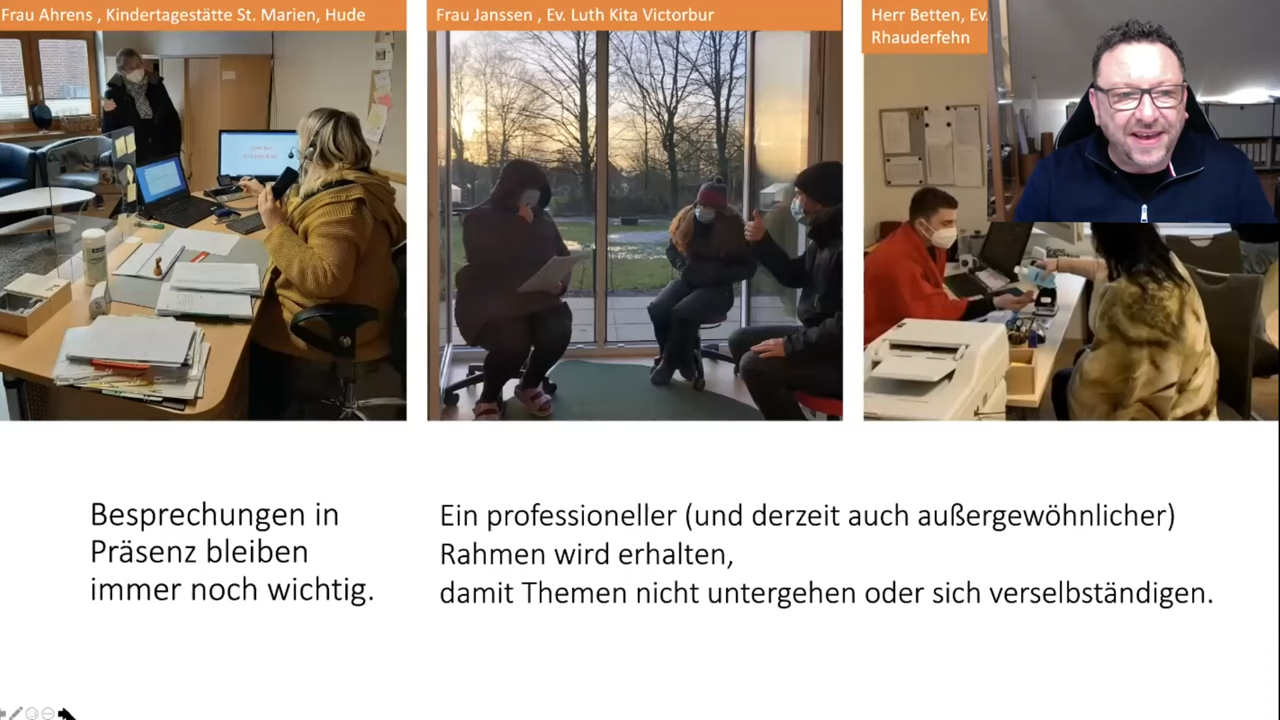 Frau Ahrens , Kindertagestätte St. Marien, Hude
Frau Janssen , Ev. Luth Kita Victorbur
Herr Betten, Ev.
Rhauderfehn
Besprechungen in
Präsenz bleiben
immer noch wichtig.
Ein professioneller (und derzeit auch außergewöhnlicher)
Rahmen wird erhalten,
damit Themen nicht untergehen oder sich verselbständigen.